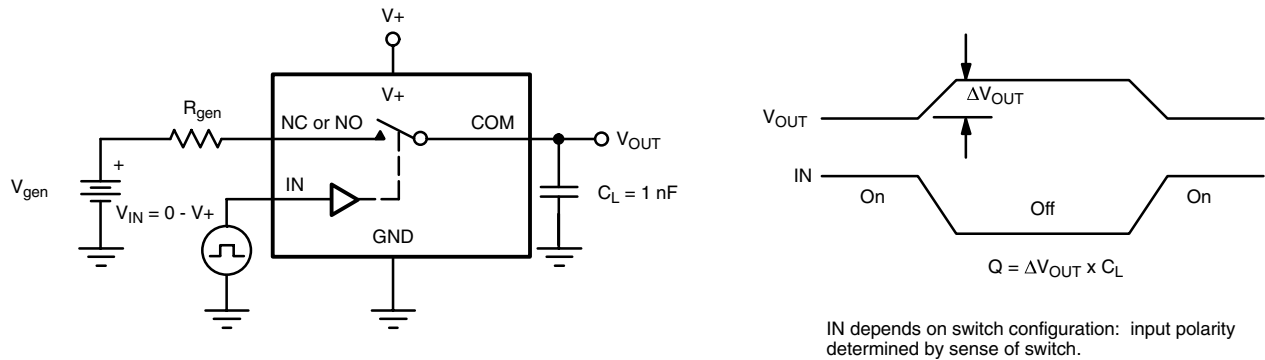 V+
V+
Rgen
NC or NO
COM
VOUT
+
Vgen
IN
VIN = 0 - V+
CL = 1 nF
GND
VOUT
ΔVOUT
IN
On
Off
On
Q = ΔVOUT x CL
IN depends on switch configuration: input polarity
determined by sense of switch.